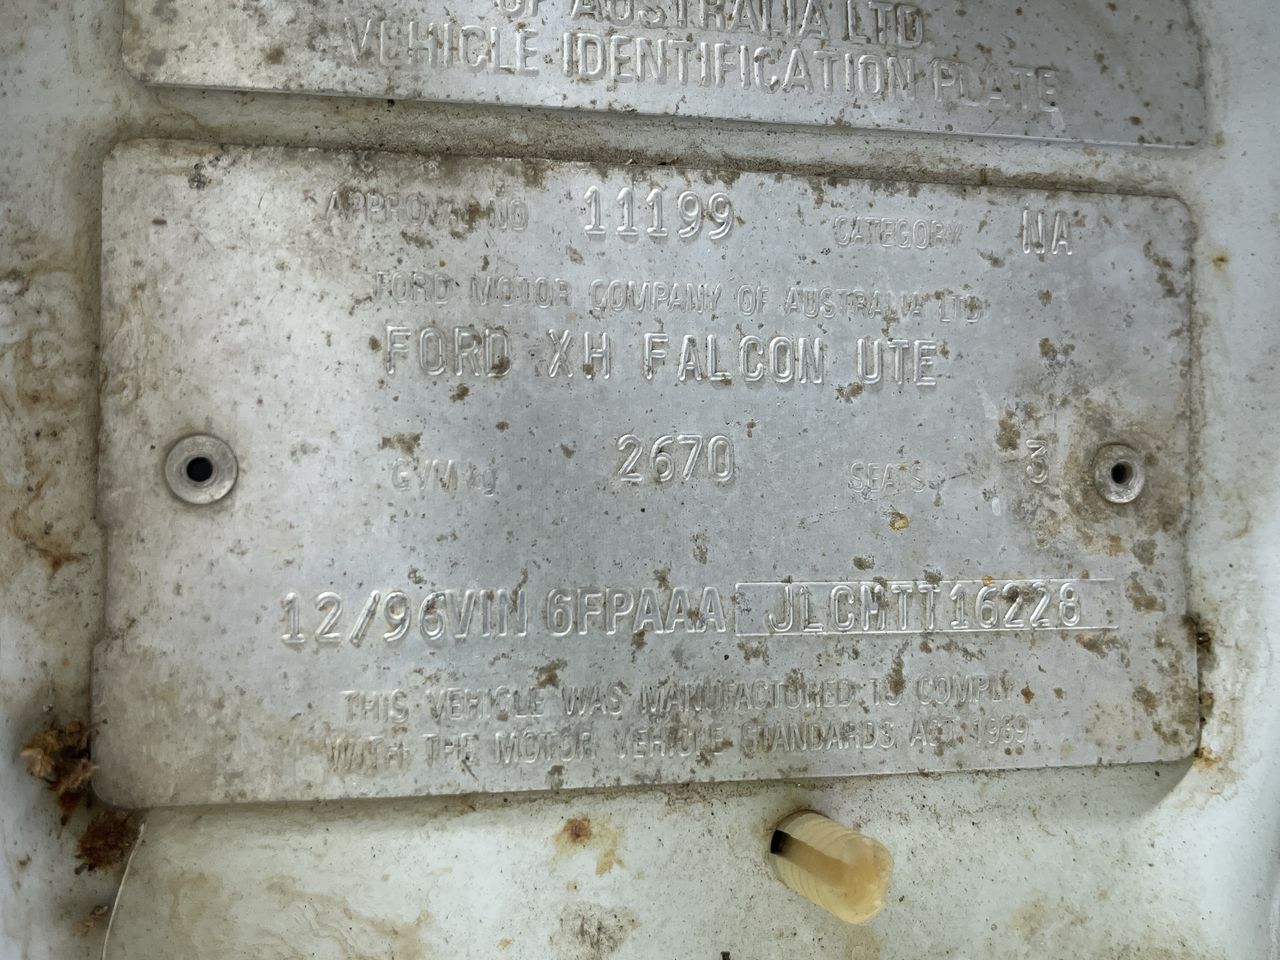 OF AUSTRALIA LTD
VEHICLE IDENTIFICATION PLATE
APPROVAL NO 11199 CATEGORY NA
FORD MOTOR COMPANY OF AUSTRALIA LTD
FORD XH FALCON UTE
GVM kg 2670 SEATS 3
12/96 VIN 6FPAAA JLCMTT16228
THIS VEHICLE WAS MANUFACTURED TO COMPLY
WITH THE MOTOR VEHICLE STANDARDS ACT 1989